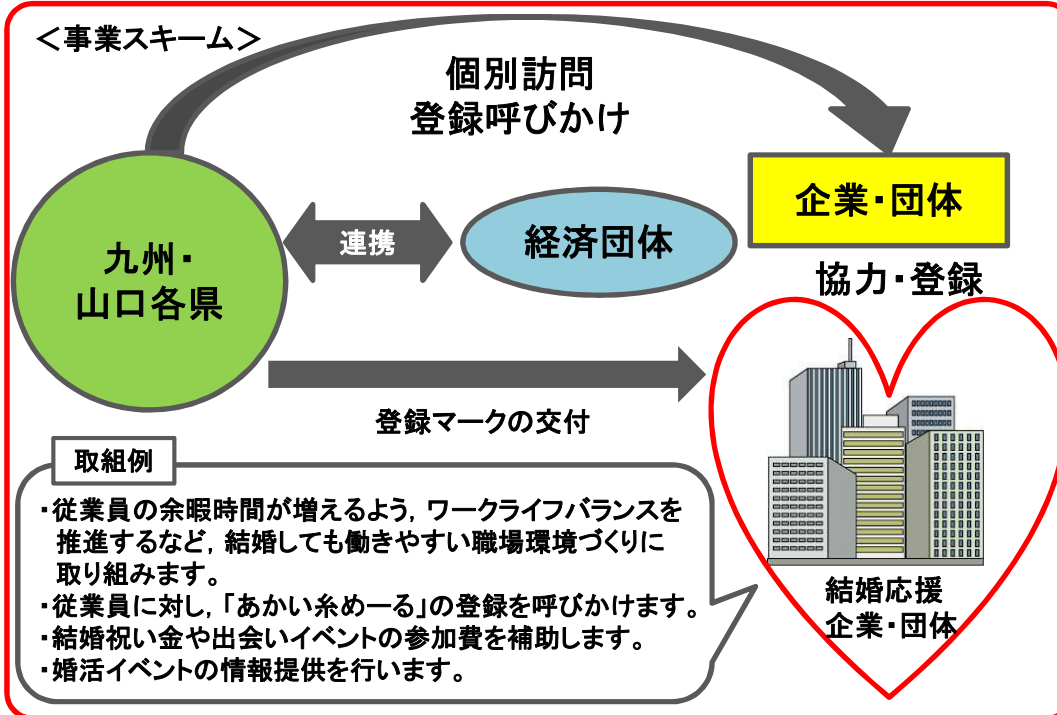 ＜事業スキーム＞
個別訪問
登録呼びかけ
企業・団体
九州・
山口各県
連携
経済団体
協力・登録
登録マークの交付
取組例
・従業員の余暇時間が増えるよう，ワークライフバランスを
推進するなど，結婚しても働きやすい職場環境づくりに
取り組みます。
・従業員に対し，「あかい糸めーる」の登録を呼びかけます。
・結婚祝い金や出会いイベントの参加費を補助します。
・婚活イベントの情報提供を行います。
結婚応援
企業・団体